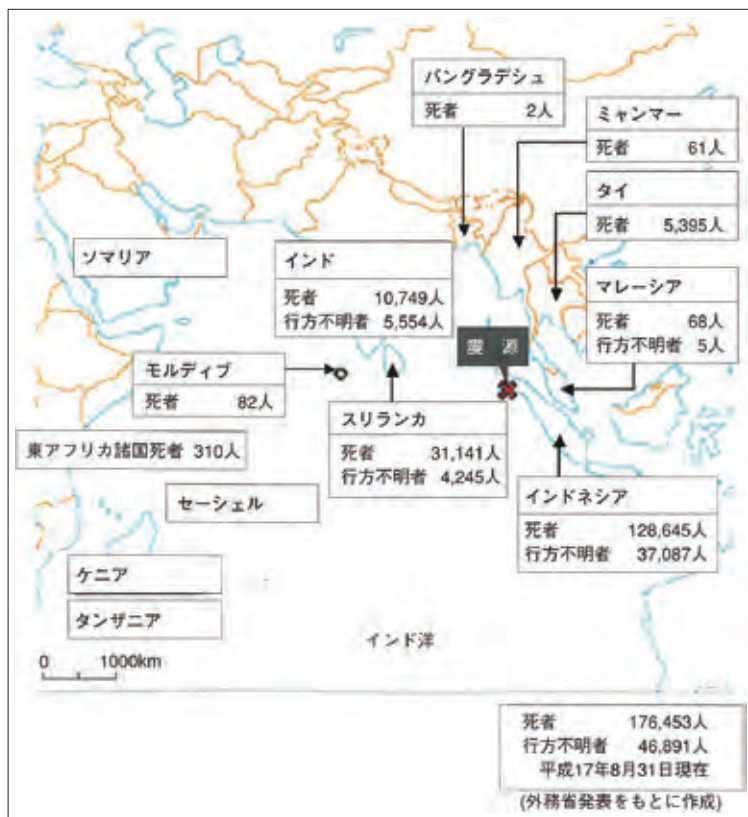 バングラデシュ
死者 2人
ミャンマー
死者 61人
タイ
死者 5,395人
ソマリア
インド
死者 10,749人
行方不明者 5,554人
マレーシア
死者 68人
行方不明者 5人
震 源
モルディブ
死者 82人
スリランカ
死者 31,141人
行方不明者 4,245人
東アフリカ諸国死者 310人
セーシェル
インドネシア
死者 128,645人
行方不明者 37,087人
ケニア
タンザニア
インド洋
0 1000km
死者 176,453人
行方不明者 46,891人
平成17年8月31日現在
(外務省発表をもとに作成)